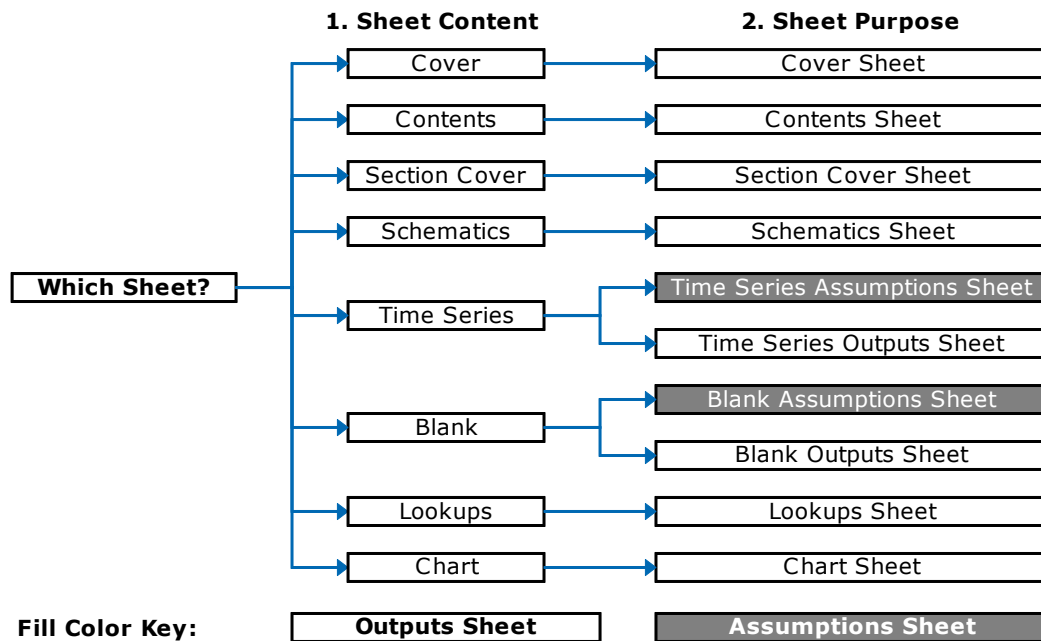 1. Sheet Content 2. Sheet Purpose
Cover Cover Sheet
Contents Contents Sheet
Section Cover Section Cover Sheet
Schematics Schematics Sheet
Which Sheet? Time Series Assumptions Sheet
Time Series
Time Series Outputs Sheet
Blank Assumptions Sheet
Blank
Blank Outputs Sheet
Lookups Lookups Sheet
Chart Chart Sheet
Fill Color Key: Outputs Sheet Assumptions Sheet